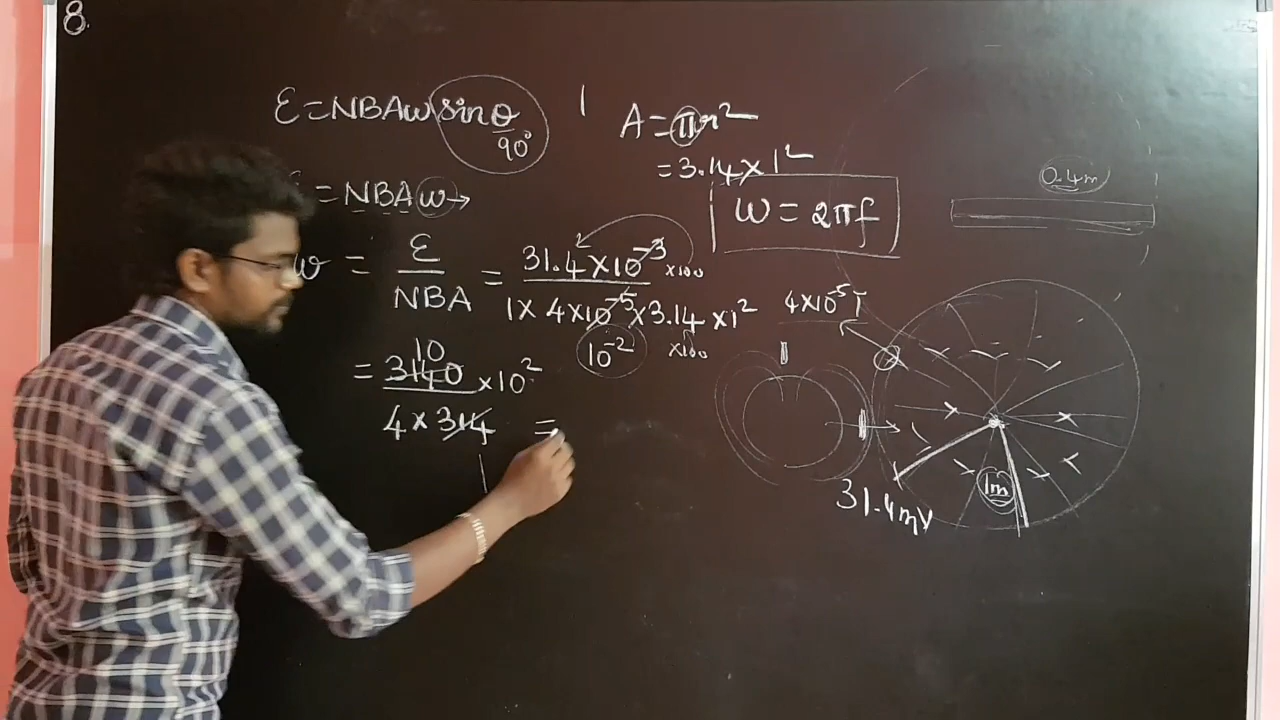 8.
Ɛ = NBAω sinθ
90°
= NBAω →
ω = Ɛ / NBA = 31.4 × 10⁻³ ×100 / 1 × 4 × 10⁻⁵ × 3.14 × 1²
10⁻² ×100
10
= 3140 / 4 × 314 × 10² =
1
A = πr²
= 3.14 × 1²
ω = 2πf
0.4m
4×10⁻⁵ T
1m
31.4mV